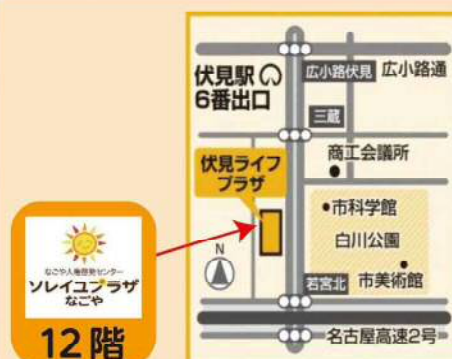 伏見駅
6番出口
広小路伏見
広小路通
三蔵
商工会議所
伏見ライフ
プラザ
市科学館
白川公園
市美術館
若宮北
名古屋高速2号
N
なごや人権啓発センター
ソレイユプラザ
なごや
12階